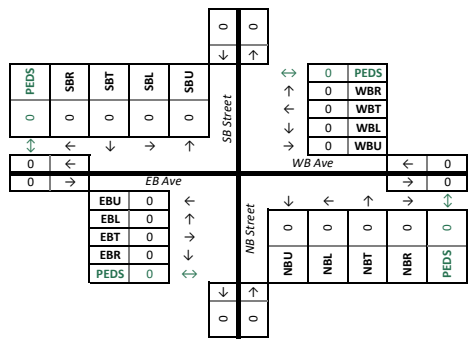 0 0
↓ ↑
PEDS SBR SBT SBL SBU
0 0 0 0 0
↕ ← ↓ → ↑
SB Street
↔ 0 PEDS
↑ 0 WBR
← 0 WBT
↓ 0 WBL
→ 0 WBU
0 ←
WB Ave
← 0
0 →
EB Ave
→ 0
EBU 0 ←
EBL 0 ↑
EBT 0 →
EBR 0 ↓
PEDS 0 ↔
NB Street
↓ ← ↑ → ↕
0 0 0 0 0
NBU NBL NBT NBR PEDS
↓ ↑
0 0